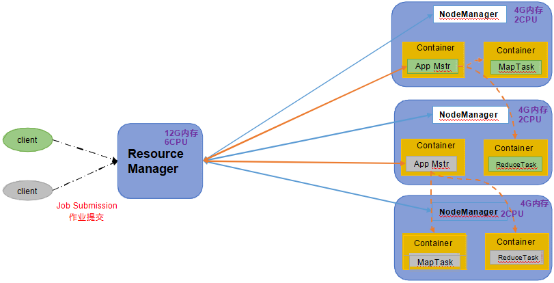 client
client
Job Submission
作业提交
12G内存
6CPU
Resource
Manager
NodeManager
4G内存
2CPU
Container
App Mstr
Container
MapTask
NodeManager
4G内存
2CPU
Container
App Mstr
Container
ReduceTask
NodeManager
4G内存
2CPU
Container
MapTask
Container
ReduceTask